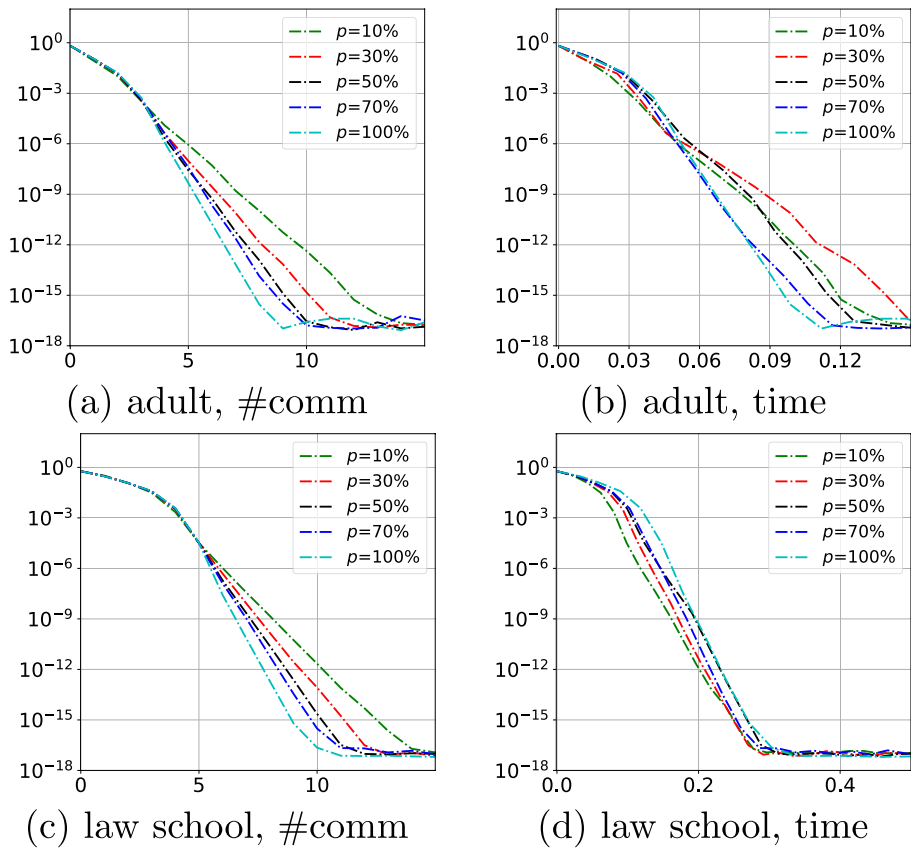 10^0
10^-3
10^-6
10^-9
10^-12
10^-15
10^-18
0 5 10
p=10%
p=30%
p=50%
p=70%
p=100%
(a) adult, #comm
10^0
10^-3
10^-6
10^-9
10^-12
10^-15
10^-18
0.00 0.03 0.06 0.09 0.12
p=10%
p=30%
p=50%
p=70%
p=100%
(b) adult, time
10^0
10^-3
10^-6
10^-9
10^-12
10^-15
10^-18
0 5 10
p=10%
p=30%
p=50%
p=70%
p=100%
(c) law school, #comm
10^0
10^-3
10^-6
10^-9
10^-12
10^-15
10^-18
0.0 0.2 0.4
p=10%
p=30%
p=50%
p=70%
p=100%
(d) law school, time